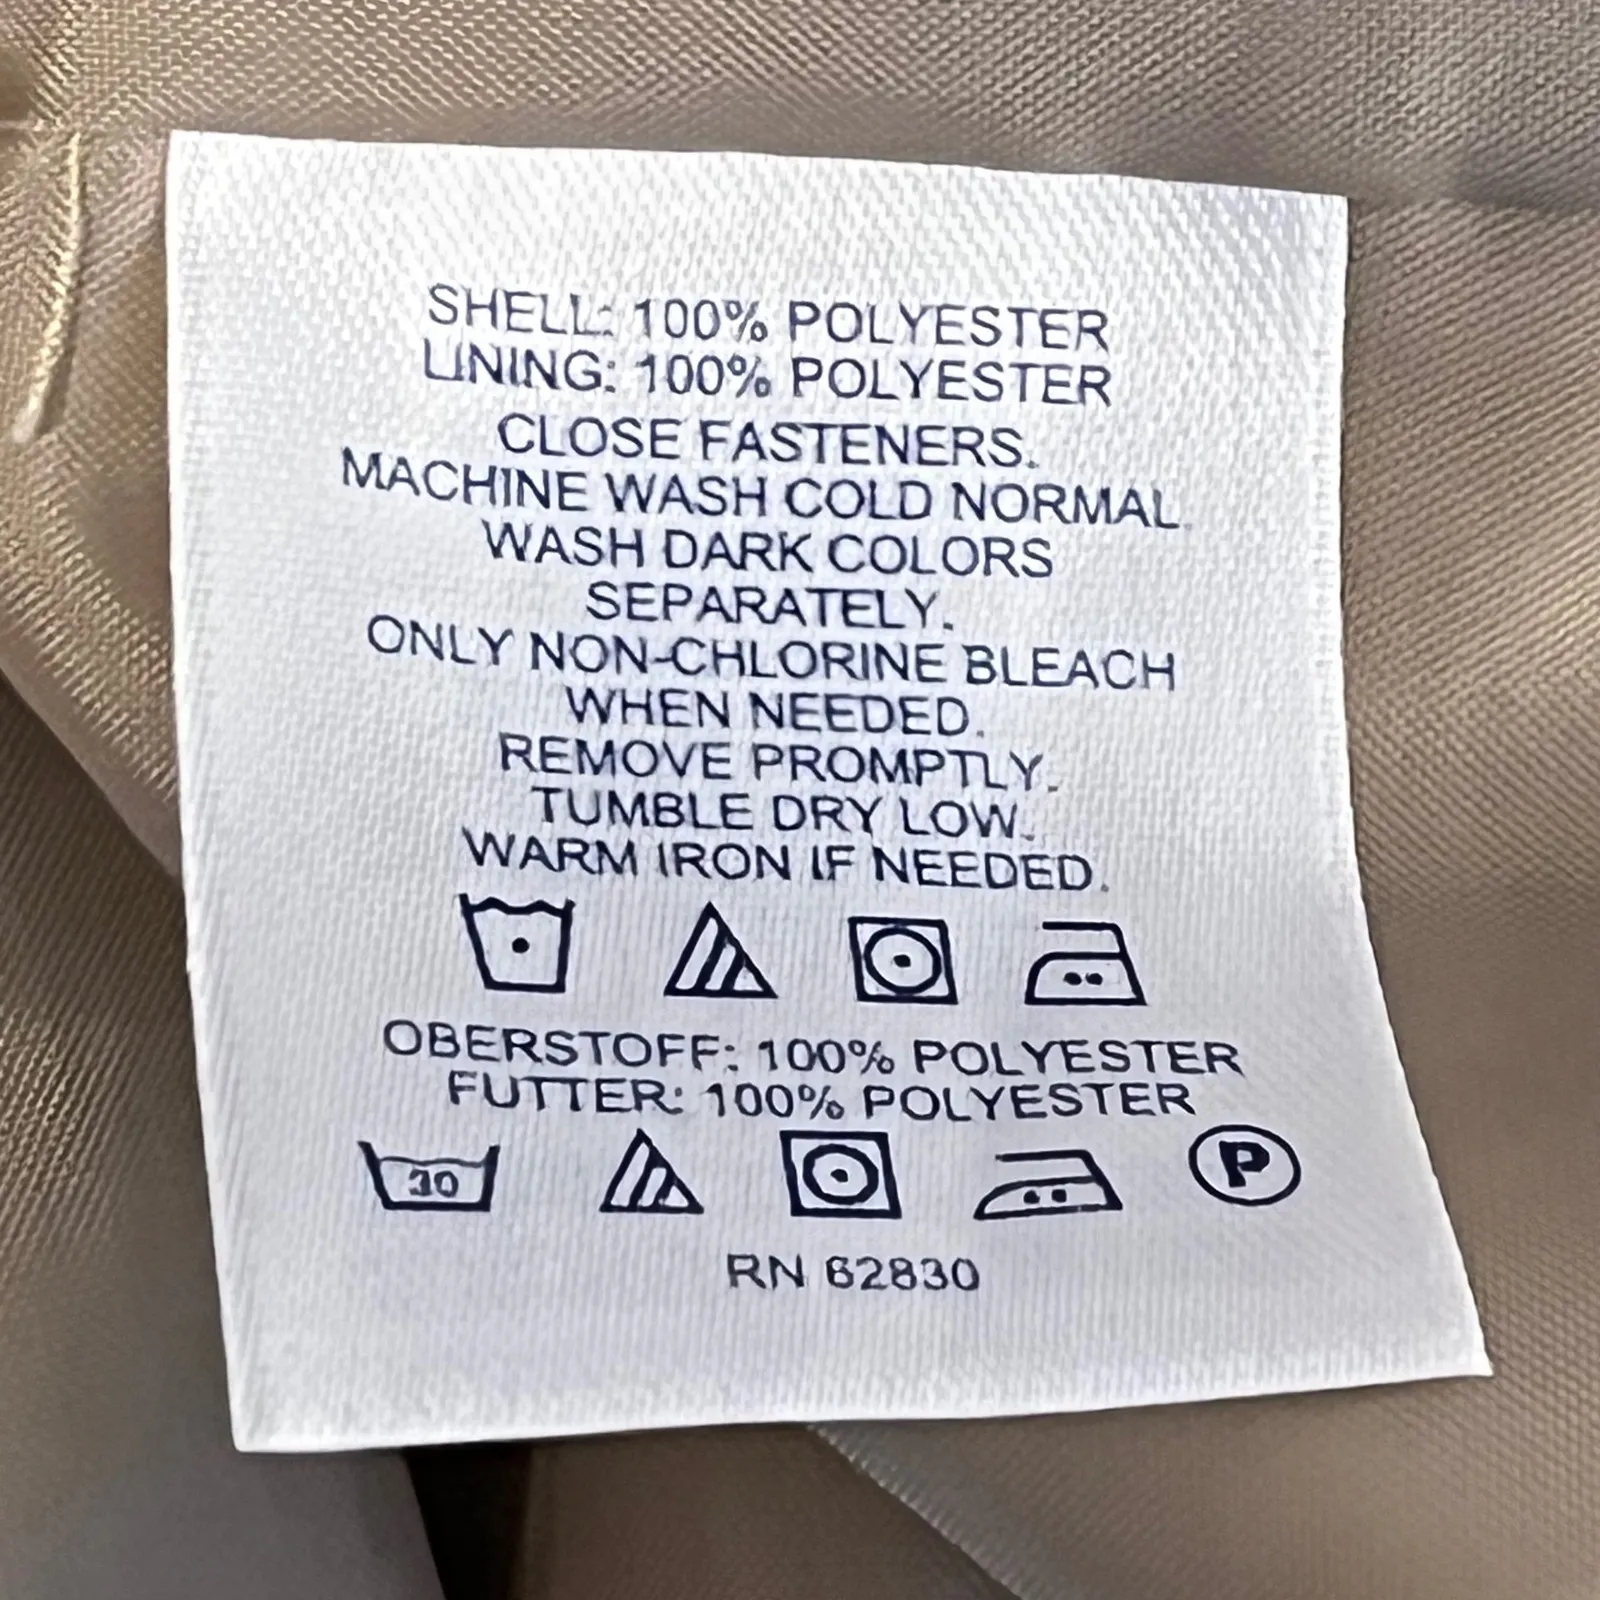 SHELL: 100% POLYESTER
LINING: 100% POLYESTER
CLOSE FASTENERS.
MACHINE WASH COLD NORMAL.
WASH DARK COLORS
SEPARATELY.
ONLY NON-CHLORINE BLEACH
WHEN NEEDED.
REMOVE PROMPTLY.
TUMBLE DRY LOW.
WARM IRON IF NEEDED.
OBERSTOFF: 100% POLYESTER
FUTTER: 100% POLYESTER
30 P
RN 62830